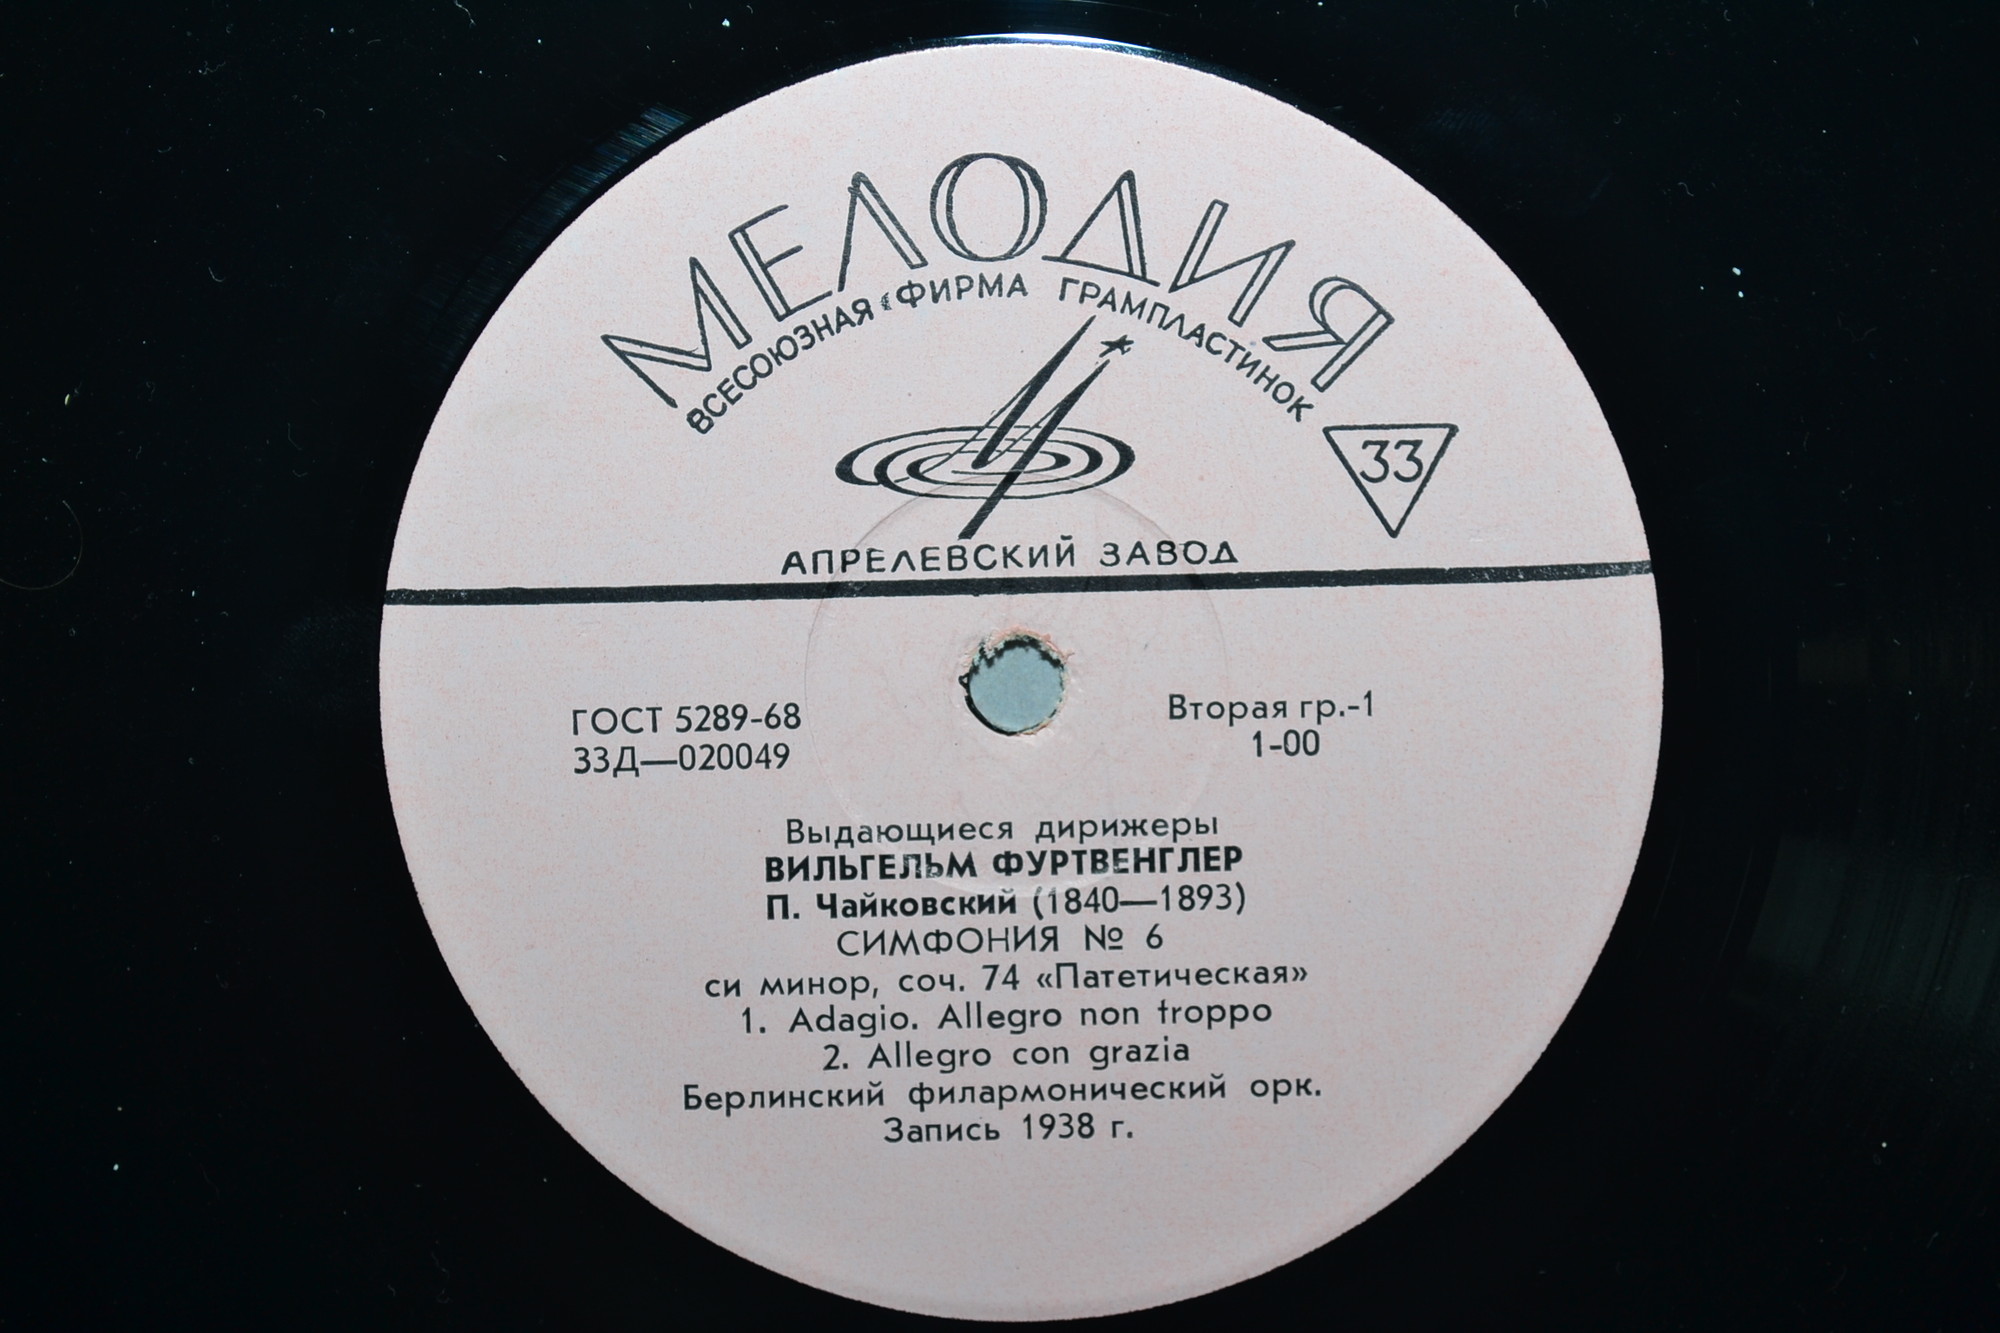 МЕЛОДИЯ
ВСЕСОЮЗНАЯ ФИРМА ГРАМПЛАСТИНОК
33
АПРЕЛЕВСКИЙ ЗАВОД
ГОСТ 5289-68
33Д—020049
Вторая гр.-1
1-00
Выдающиеся дирижеры
ВИЛЬГЕЛЬМ ФУРТВЕНГЛЕР
П. Чайковский (1840—1893)
СИМФОНИЯ № 6
си минор, соч. 74 «Патетическая»
1. Adagio. Allegro non troppo
2. Allegro con grazia
Берлинский филармонический орк.
Запись 1938 г.